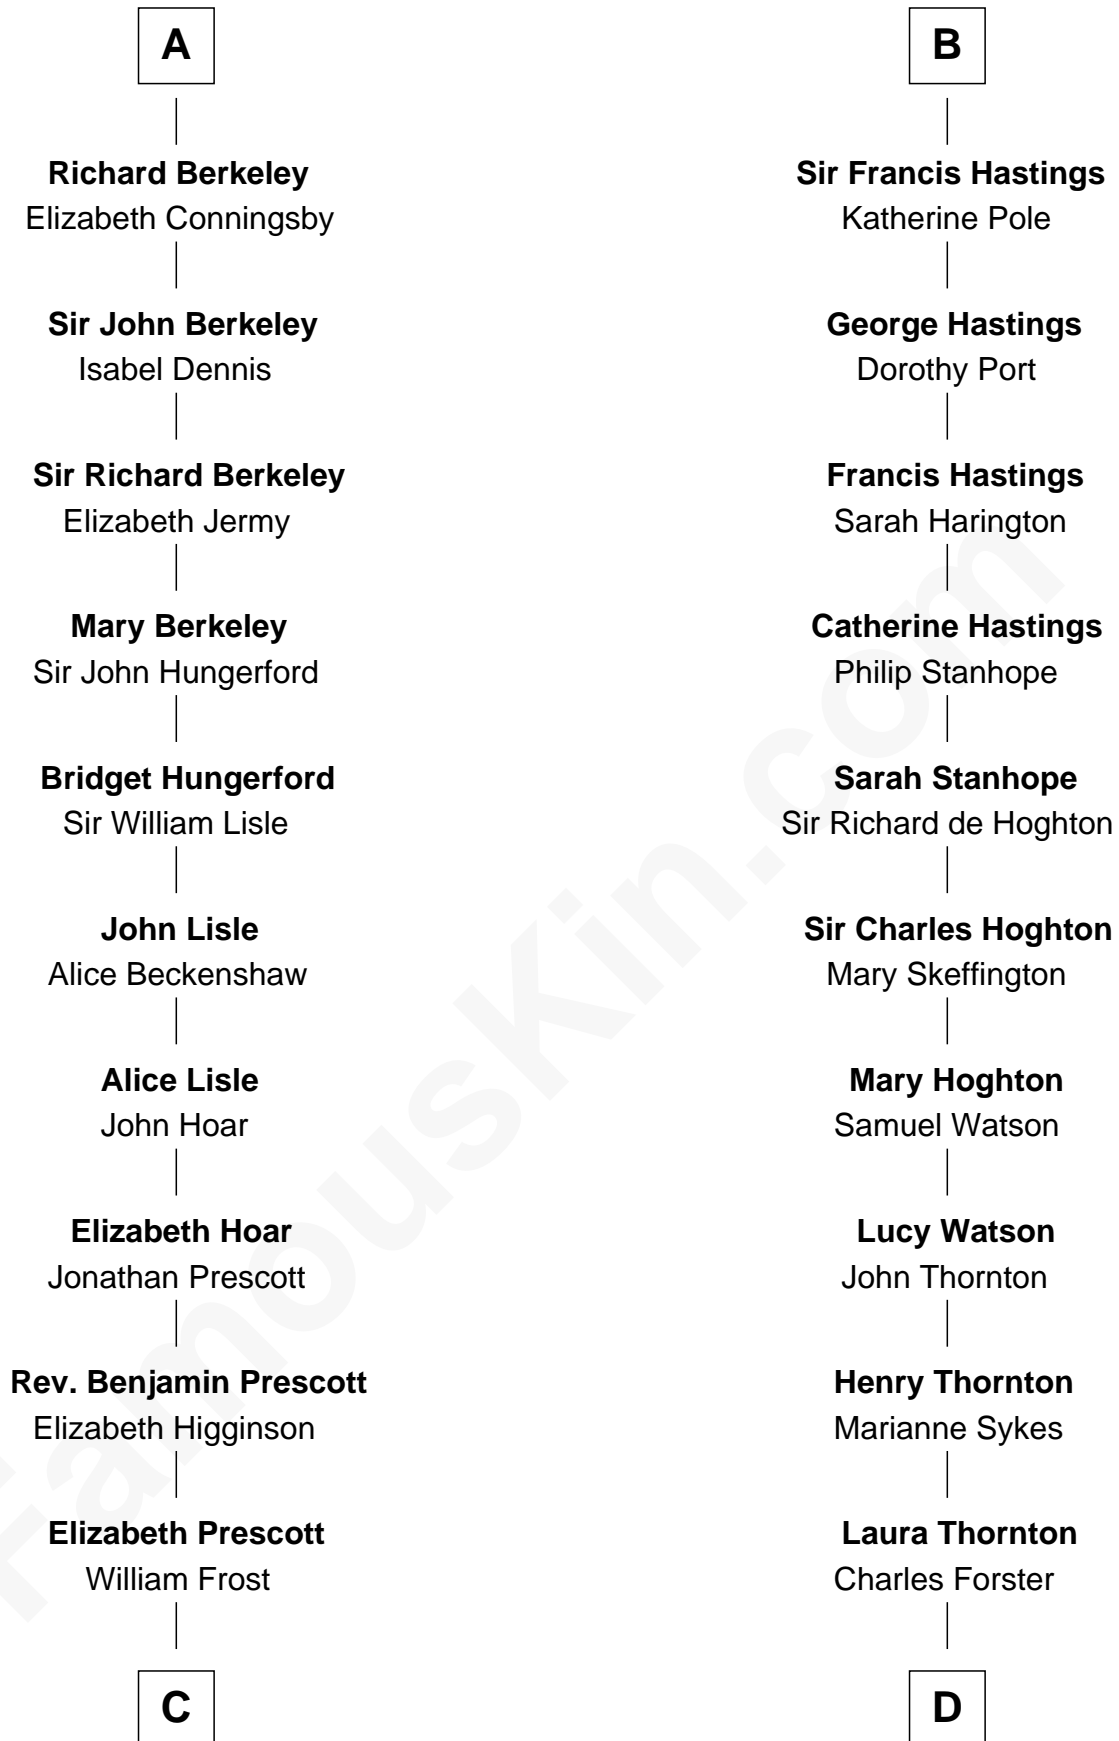 A
Richard Berkeley
Elizabeth Conningsby
Sir John Berkeley
Isabel Dennis
Sir Richard Berkeley
Elizabeth Jermy
Mary Berkeley
Sir John Hungerford
Bridget Hungerford
Sir William Lisle
John Lisle
Alice Beckenshaw
Alice Lisle
John Hoar
Elizabeth Hoar
Jonathan Prescott
Rev. Benjamin Prescott
Elizabeth Higginson
Elizabeth Prescott
William Frost
C
B
Sir Francis Hastings
Katherine Pole
George Hastings
Dorothy Port
Francis Hastings
Sarah Harington
Catherine Hastings
Philip Stanhope
Sarah Stanhope
Sir Richard de Hoghton
Sir Charles Hoghton
Mary Skeffington
Mary Hoghton
Samuel Watson
Lucy Watson
John Thornton
Henry Thornton
Marianne Sykes
Laura Thornton
Charles Forster
D
FamousKin.com